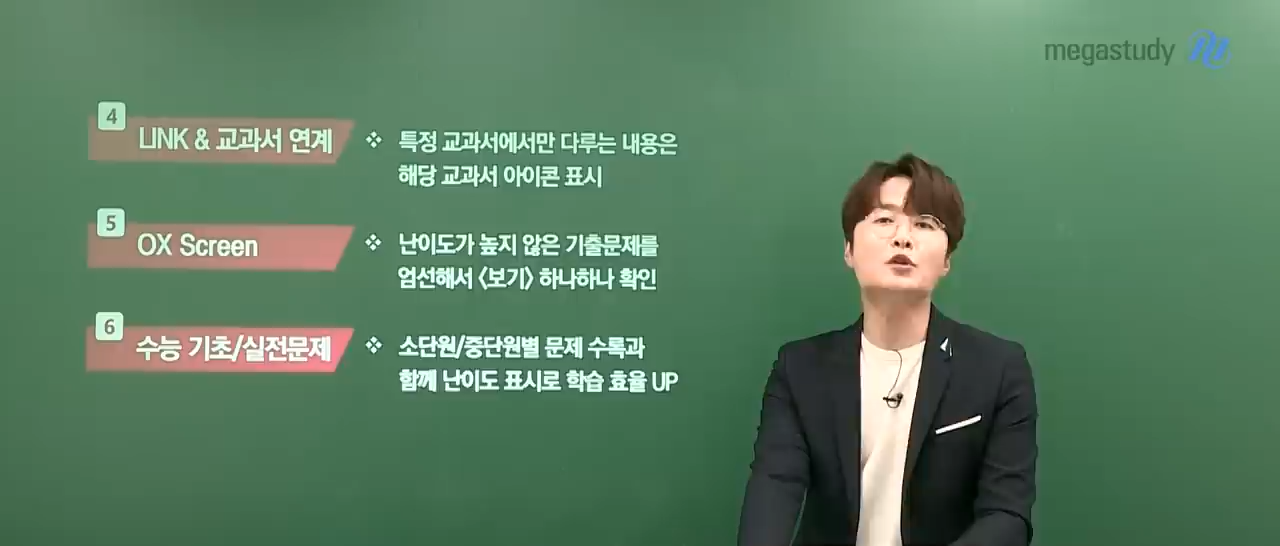 megastudy
4
LINK & 교과서 연계
❖ 특정 교과서에서만 다루는 내용은
해당 교과서 아이콘 표시
5
OX Screen
❖ 난이도가 높지 않은 기출문제를
엄선해서 <보기> 하나하나 확인
6
수능 기초/실전문제
❖ 소단원/중단원별 문제 수록과
함께 난이도 표시로 학습 효율 UP